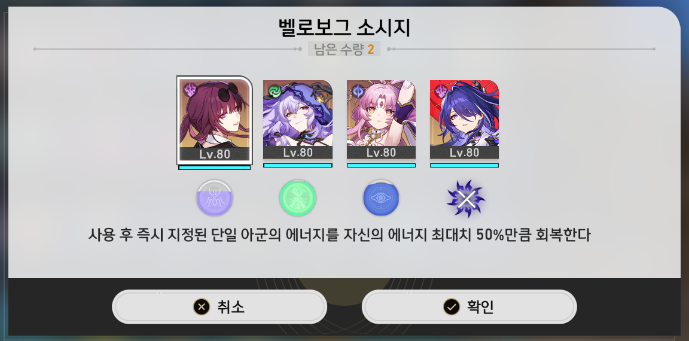 벨로보그 소시지
남은 수량 2
Lv.80
Lv.80
Lv.80
Lv.80
사용 후 즉시 지정된 단일 아군의 에너지를 자신의 에너지 최대치 50%만큼 회복한다
취소
확인